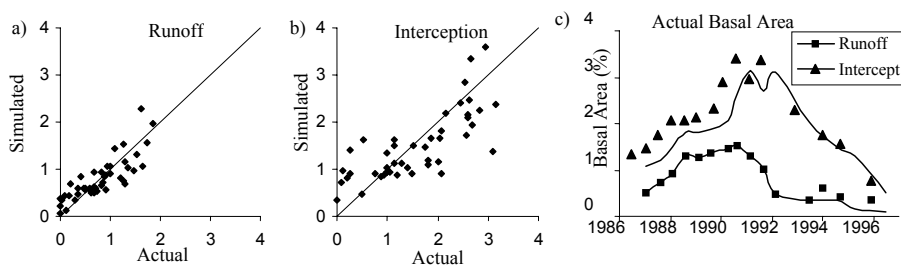 a)
Runoff
Simulated
4
3
2
1
0
0 1 2 3 4
Actual
b)
Interception
Simulated
4
3
2
1
0
0 1 2 3 4
Actual
c)
Actual Basal Area
Basal Area (%)
4
3
2
1
0
1986 1988 1990 1992 1994 1996
Runoff
Intercept